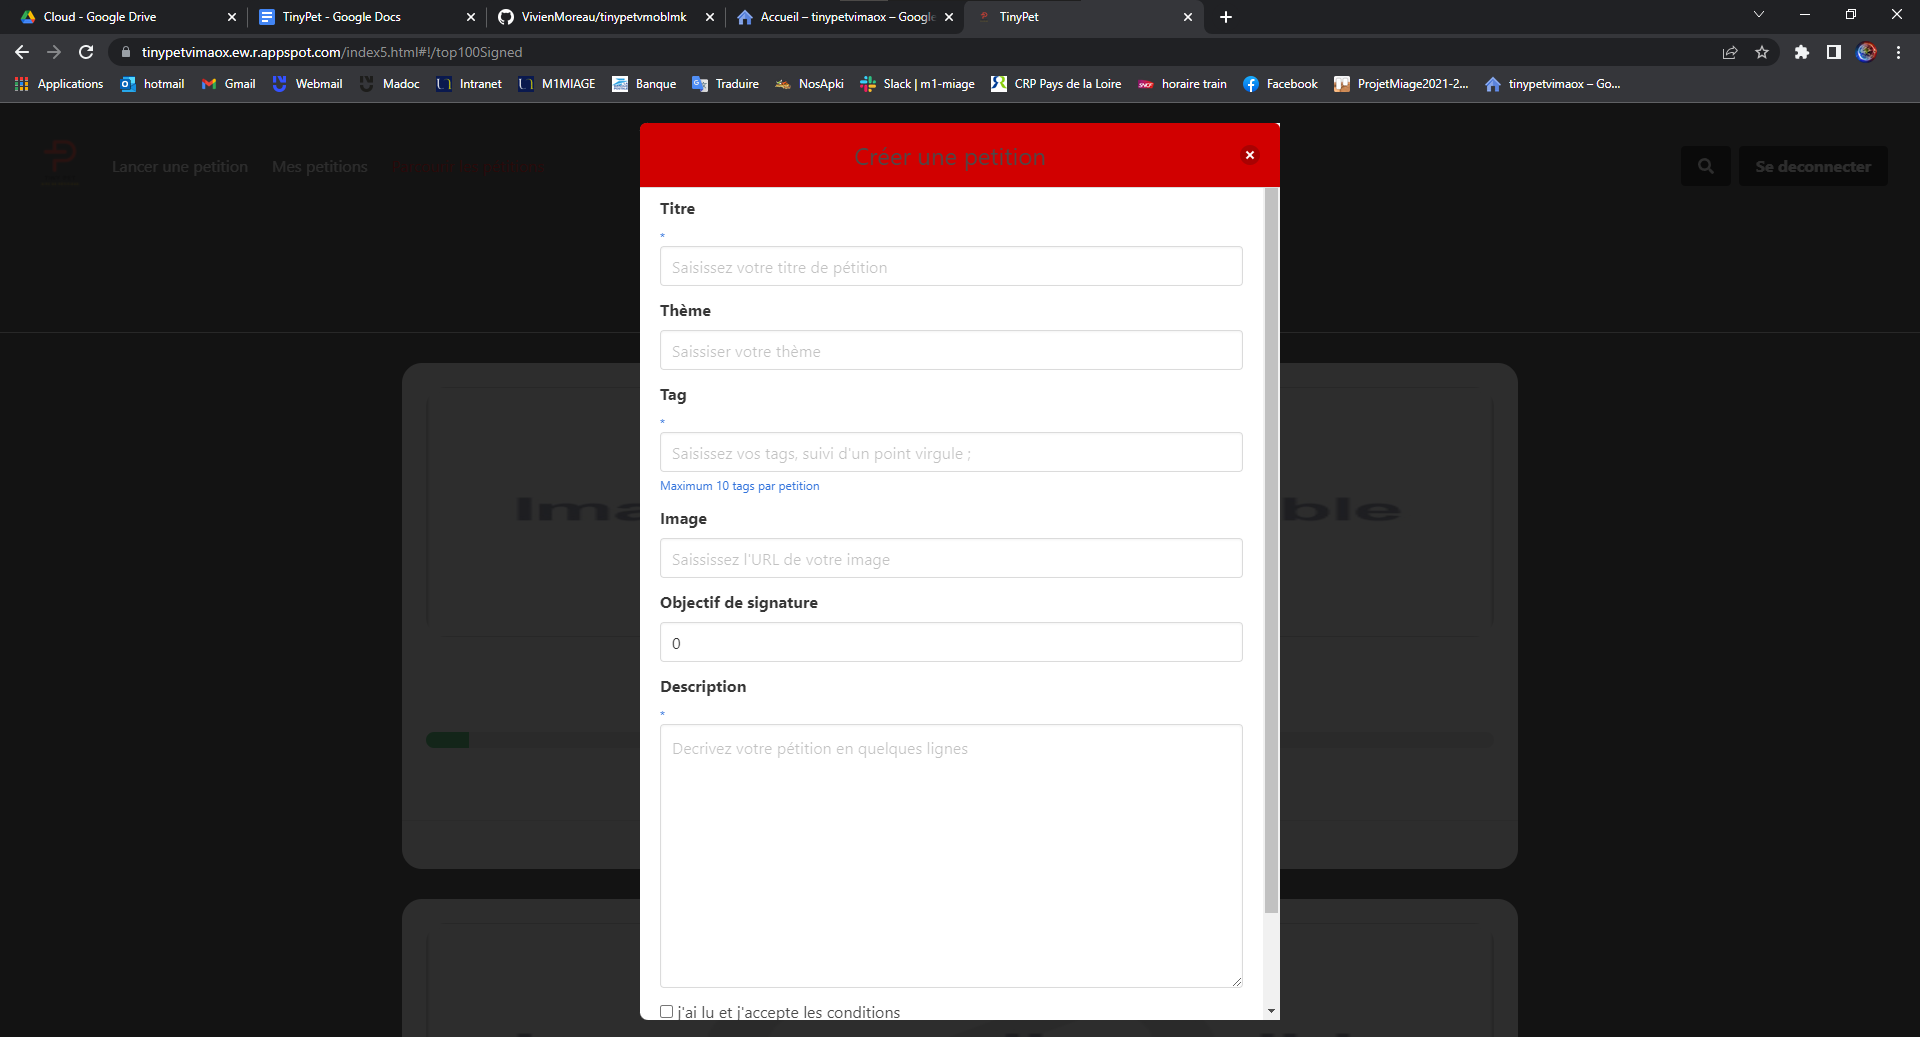 Cloud - Google Drive
TinyPet - Google Docs
VivienMoreau/tinypetvmoblmk
Accueil – tinypetvimaox – Google
TinyPet
tinypetvimaox.ew.r.appspot.com/index5.html#!/top100Signed
Applications
hotmail
Gmail
Webmail
Madoc
Intranet
M1MIAGE
Banque
Traduire
NosApki
Slack | m1-miage
CRP Pays de la Loire
horaire train
Facebook
ProjetMiage2021-2...
tinypetvimaox – Go...
Lancer une petition
Mes petitions
Se deconnecter
Créer une petition
Titre
*
Saisissez votre titre de pétition
Thème
Saissiser votre thème
Tag
*
Saisissez vos tags, suivi d'un point virgule ;
Maximum 10 tags par petition
Image
Saississez l'URL de votre image
Objectif de signature
0
Description
*
Decrivez votre pétition en quelques lignes
j'ai lu et j'accepte les conditions